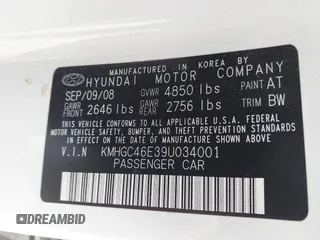 MANUFACTURED IN KOREA BY
HYUNDAI MOTOR COMPANY
SEP/09/08 GVWR 4850 lbs PAINT AT
GAWR FRONT 2646 lbs GAWR REAR 2756 lbs TRIM BW
THIS VEHICLE CONFORMS TO ALL APPLICABLE
FEDERAL MOTOR VEHICLE SAFETY, BUMPER, AND
THEFT PREVENTION STANDARDS IN EFFECT ON
THE DATE OF MANUFACTURE SHOWN ABOVE.
V.I.N KMHGC46E39U034001
PASSENGER CAR
DREAMBID